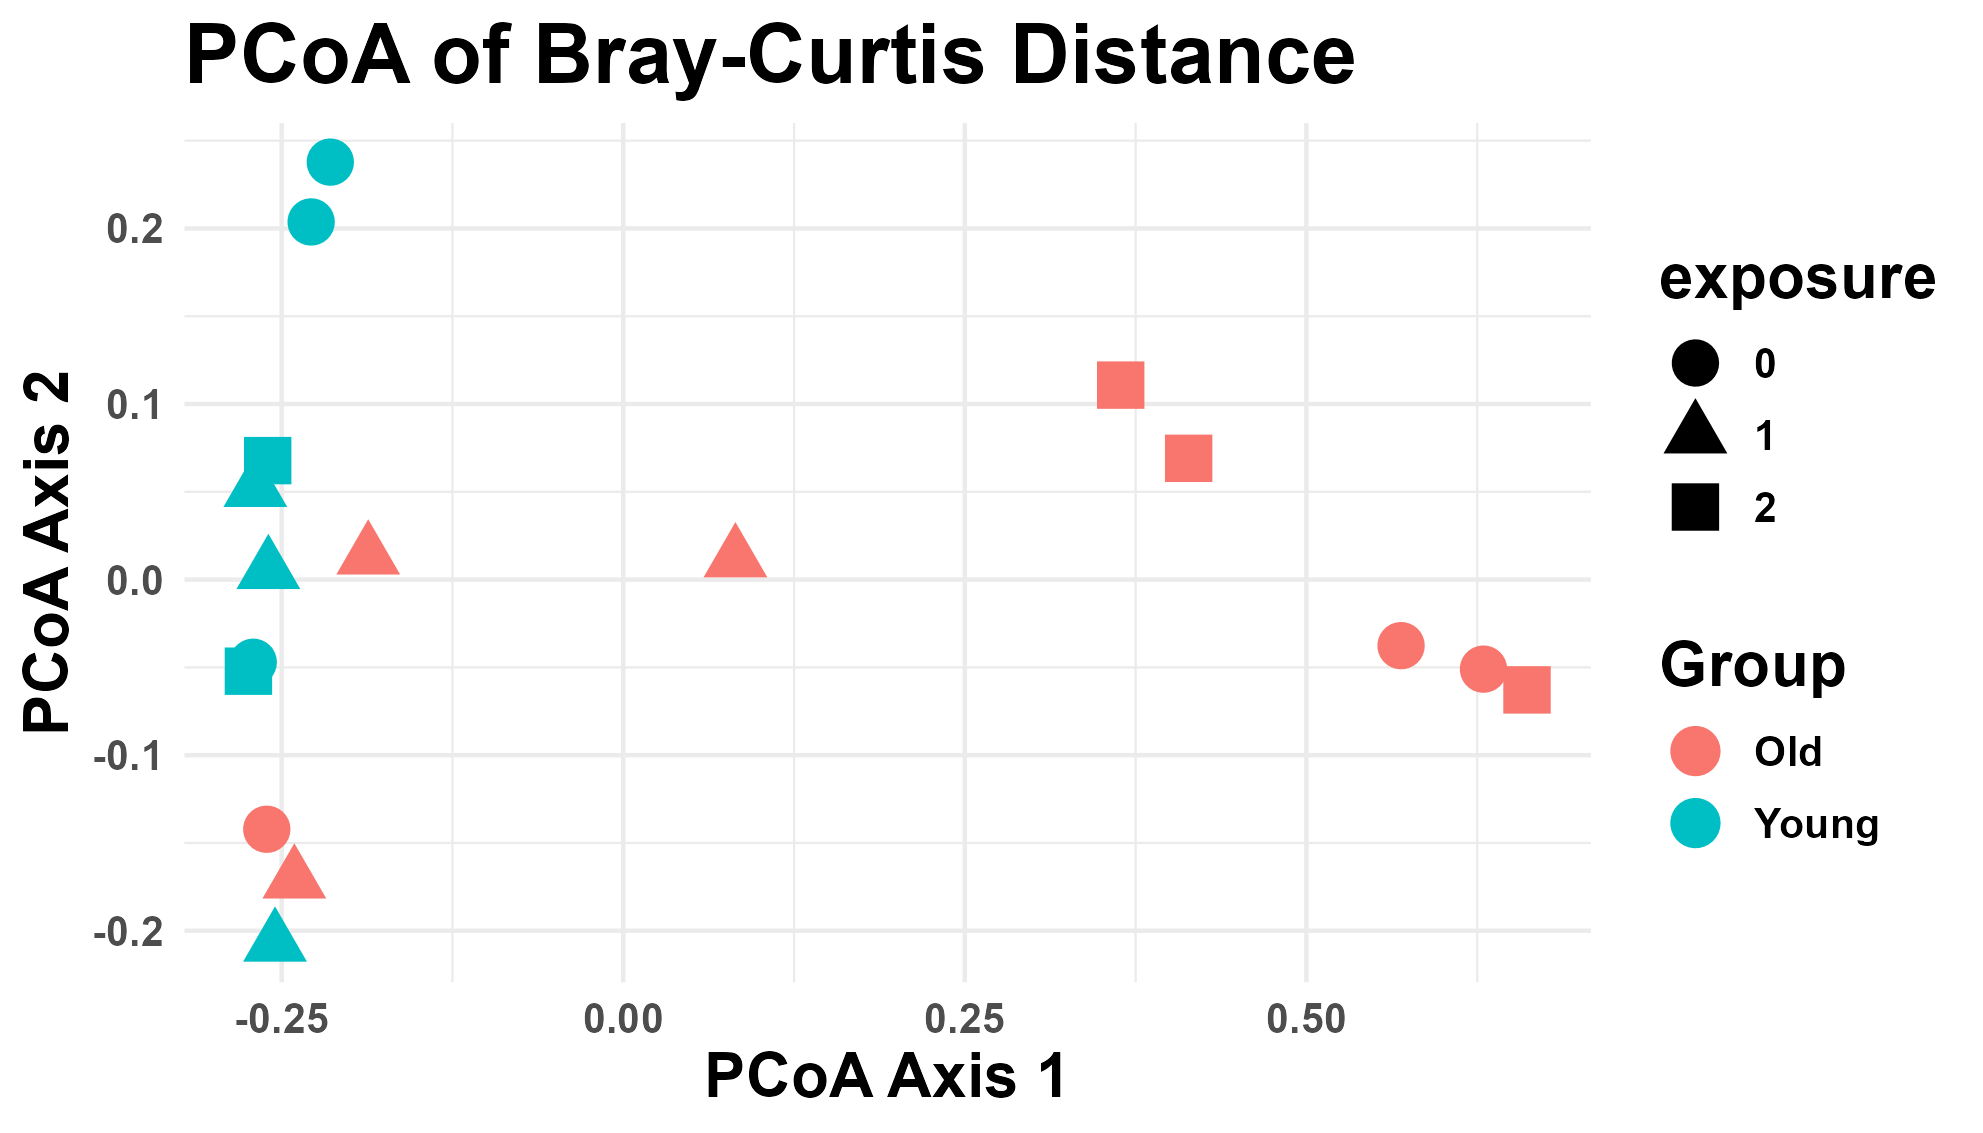 PCoA of Bray-Curtis Distance
0.2
0.1
0.0
-0.1
-0.2
PCoA Axis 2
-0.25
0.00
0.25
0.50
PCoA Axis 1
exposure
0
1
2
Group
Old
Young